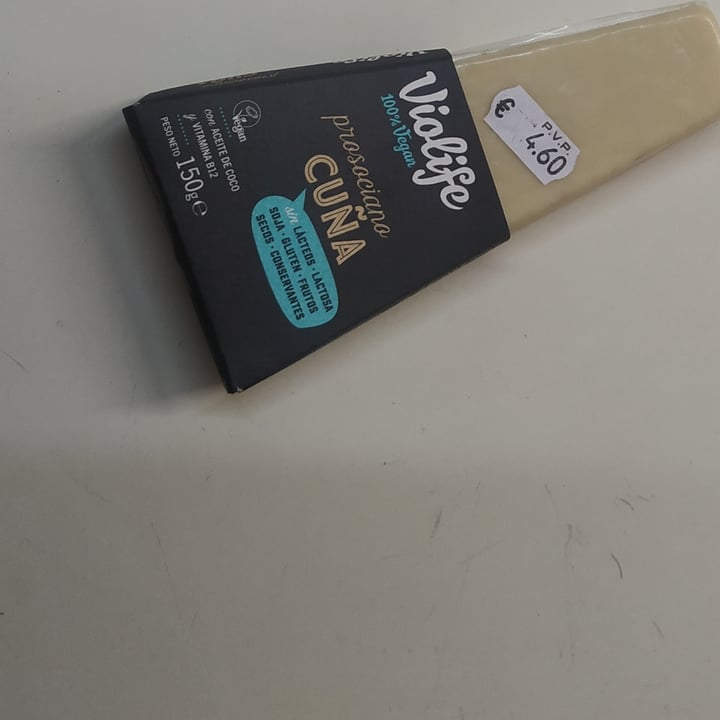 Violife
100% Vegan
prosociano
CUÑA
sin LÁCTEOS · LACTOSA
SOJA · GLUTEN · FRUTOS
SECOS · CONSERVANTES
Vegan
con ACEITE DE COCO
y VITAMINA B12
PESO NETO 150g e
P.V.P.
€ 4.60